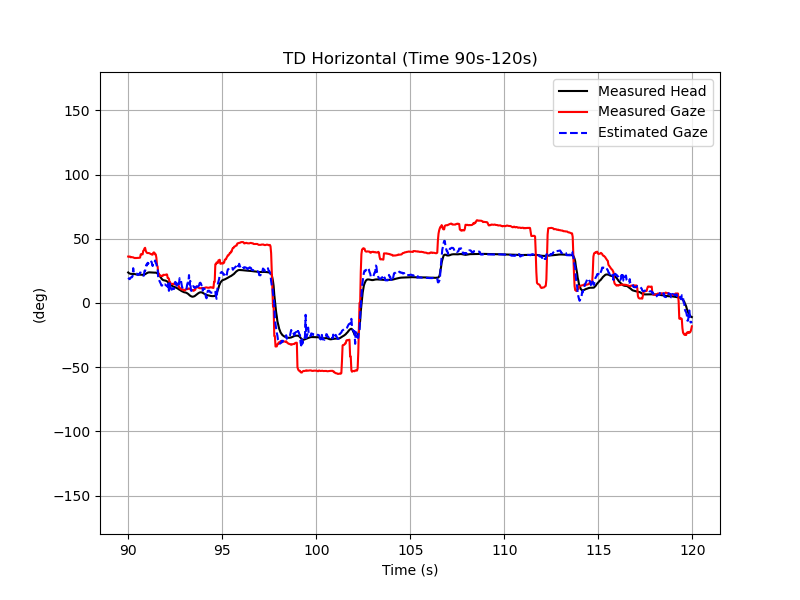 TD Horizontal (Time 90s-120s)
Measured Head
Measured Gaze
Estimated Gaze
150
100
50
0
−50
−100
−150
(deg)
90
95
100
105
110
115
120
Time (s)